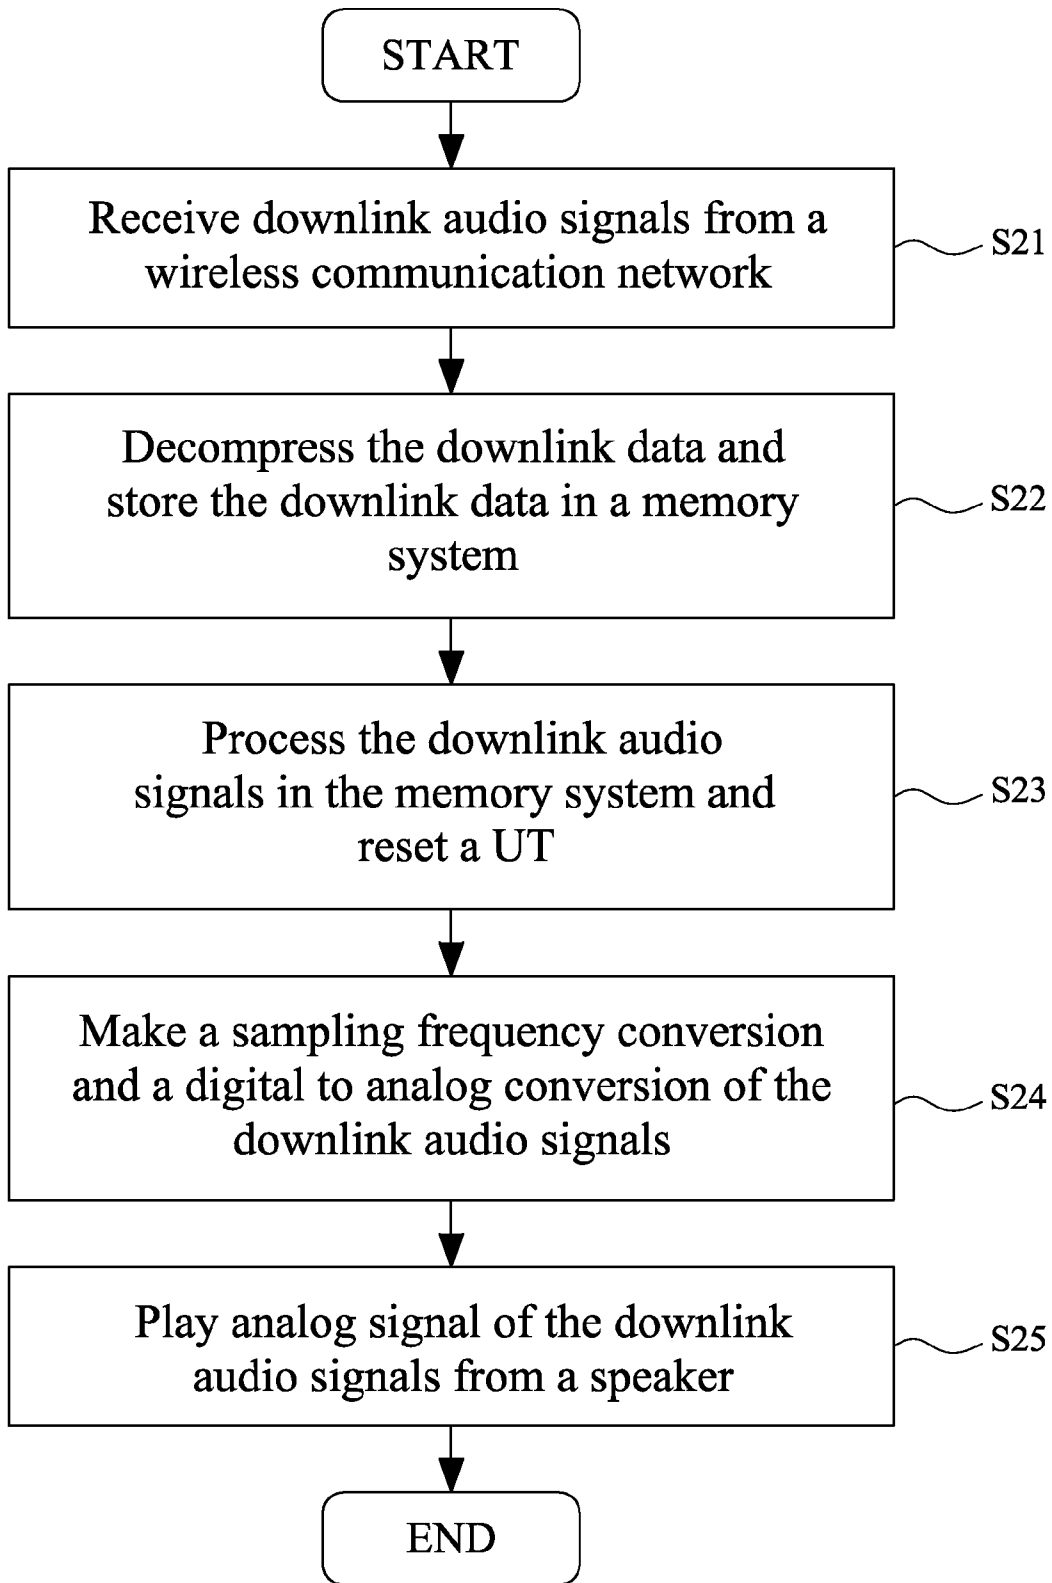 START
Receive downlink audio signals from a
wireless communication network
S21
Decompress the downlink data and
store the downlink data in a memory
system
S22
Process the downlink audio
signals in the memory system and
reset a UT
S23
Make a sampling frequency conversion
and a digital to analog conversion of the
downlink audio signals
S24
Play analog signal of the downlink
audio signals from a speaker
S25
END